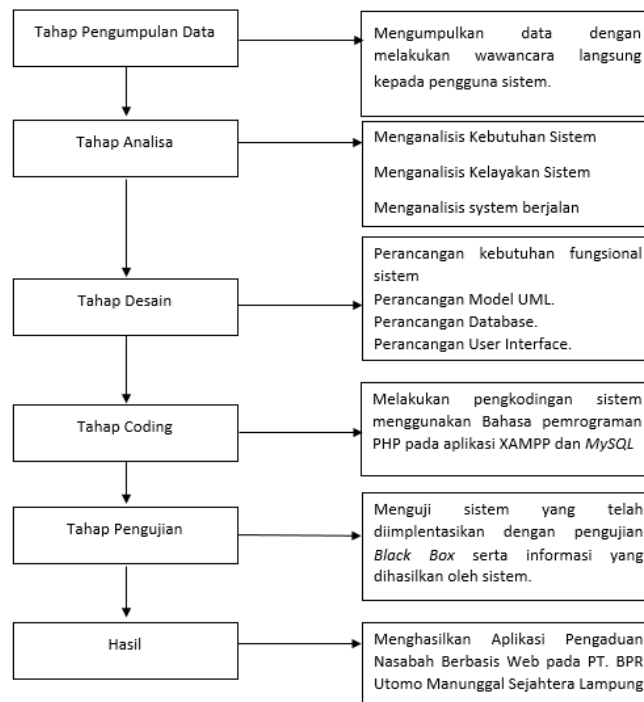 Tahap Pengumpulan Data
Mengumpulkan data dengan
melakukan wawancara langsung
kepada pengguna sistem.
Tahap Analisa
Menganalisis Kebutuhan Sistem
Menganalisis Kelayakan Sistem
Menganalisis system berjalan
Tahap Desain
Perancangan kebutuhan fungsional
sistem
Perancangan Model UML.
Perancangan Database.
Perancangan User Interface.
Tahap Coding
Melakukan pengkodingan sistem
menggunakan Bahasa pemrograman
PHP pada aplikasi XAMPP dan MySQL
Tahap Pengujian
Menguji sistem yang telah
diimplentasikan dengan pengujian
Black Box serta informasi yang
dihasilkan oleh sistem.
Hasil
Menghasilkan Aplikasi Pengaduan
Nasabah Berbasis Web pada PT. BPR
Utomo Manunggal Sejahtera Lampung